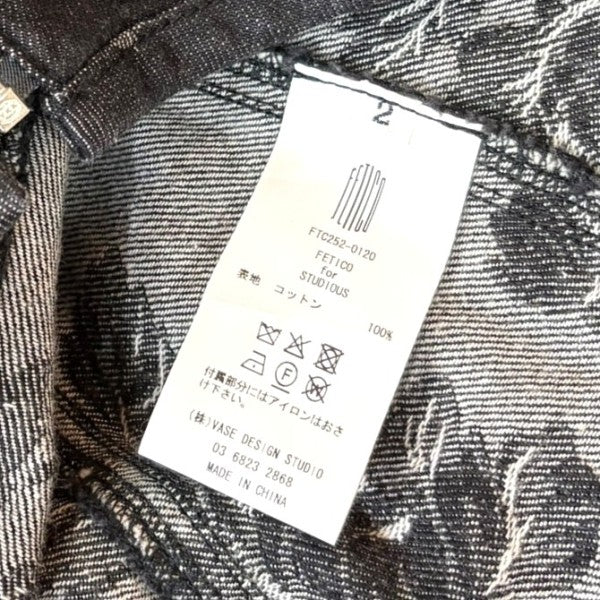 2
FETICO
FTC252-0120
FETICO
for
STUDIOUS
表地 コットン 100%
付属部分にはアイロンはおさ
け下さい。
(株)VASE DESIGN STUDIO
03 6823 2868
MADE IN CHINA